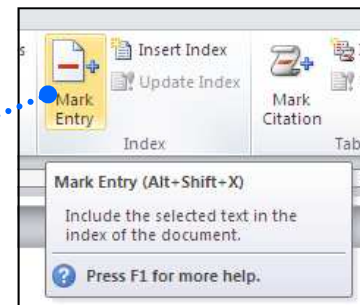 s
Mark
Entry
Insert Index
Update Index
Index
Mark
Citation
Tab
Mark Entry (Alt+Shift+X)
Include the selected text in the
index of the document.
Press F1 for more help.